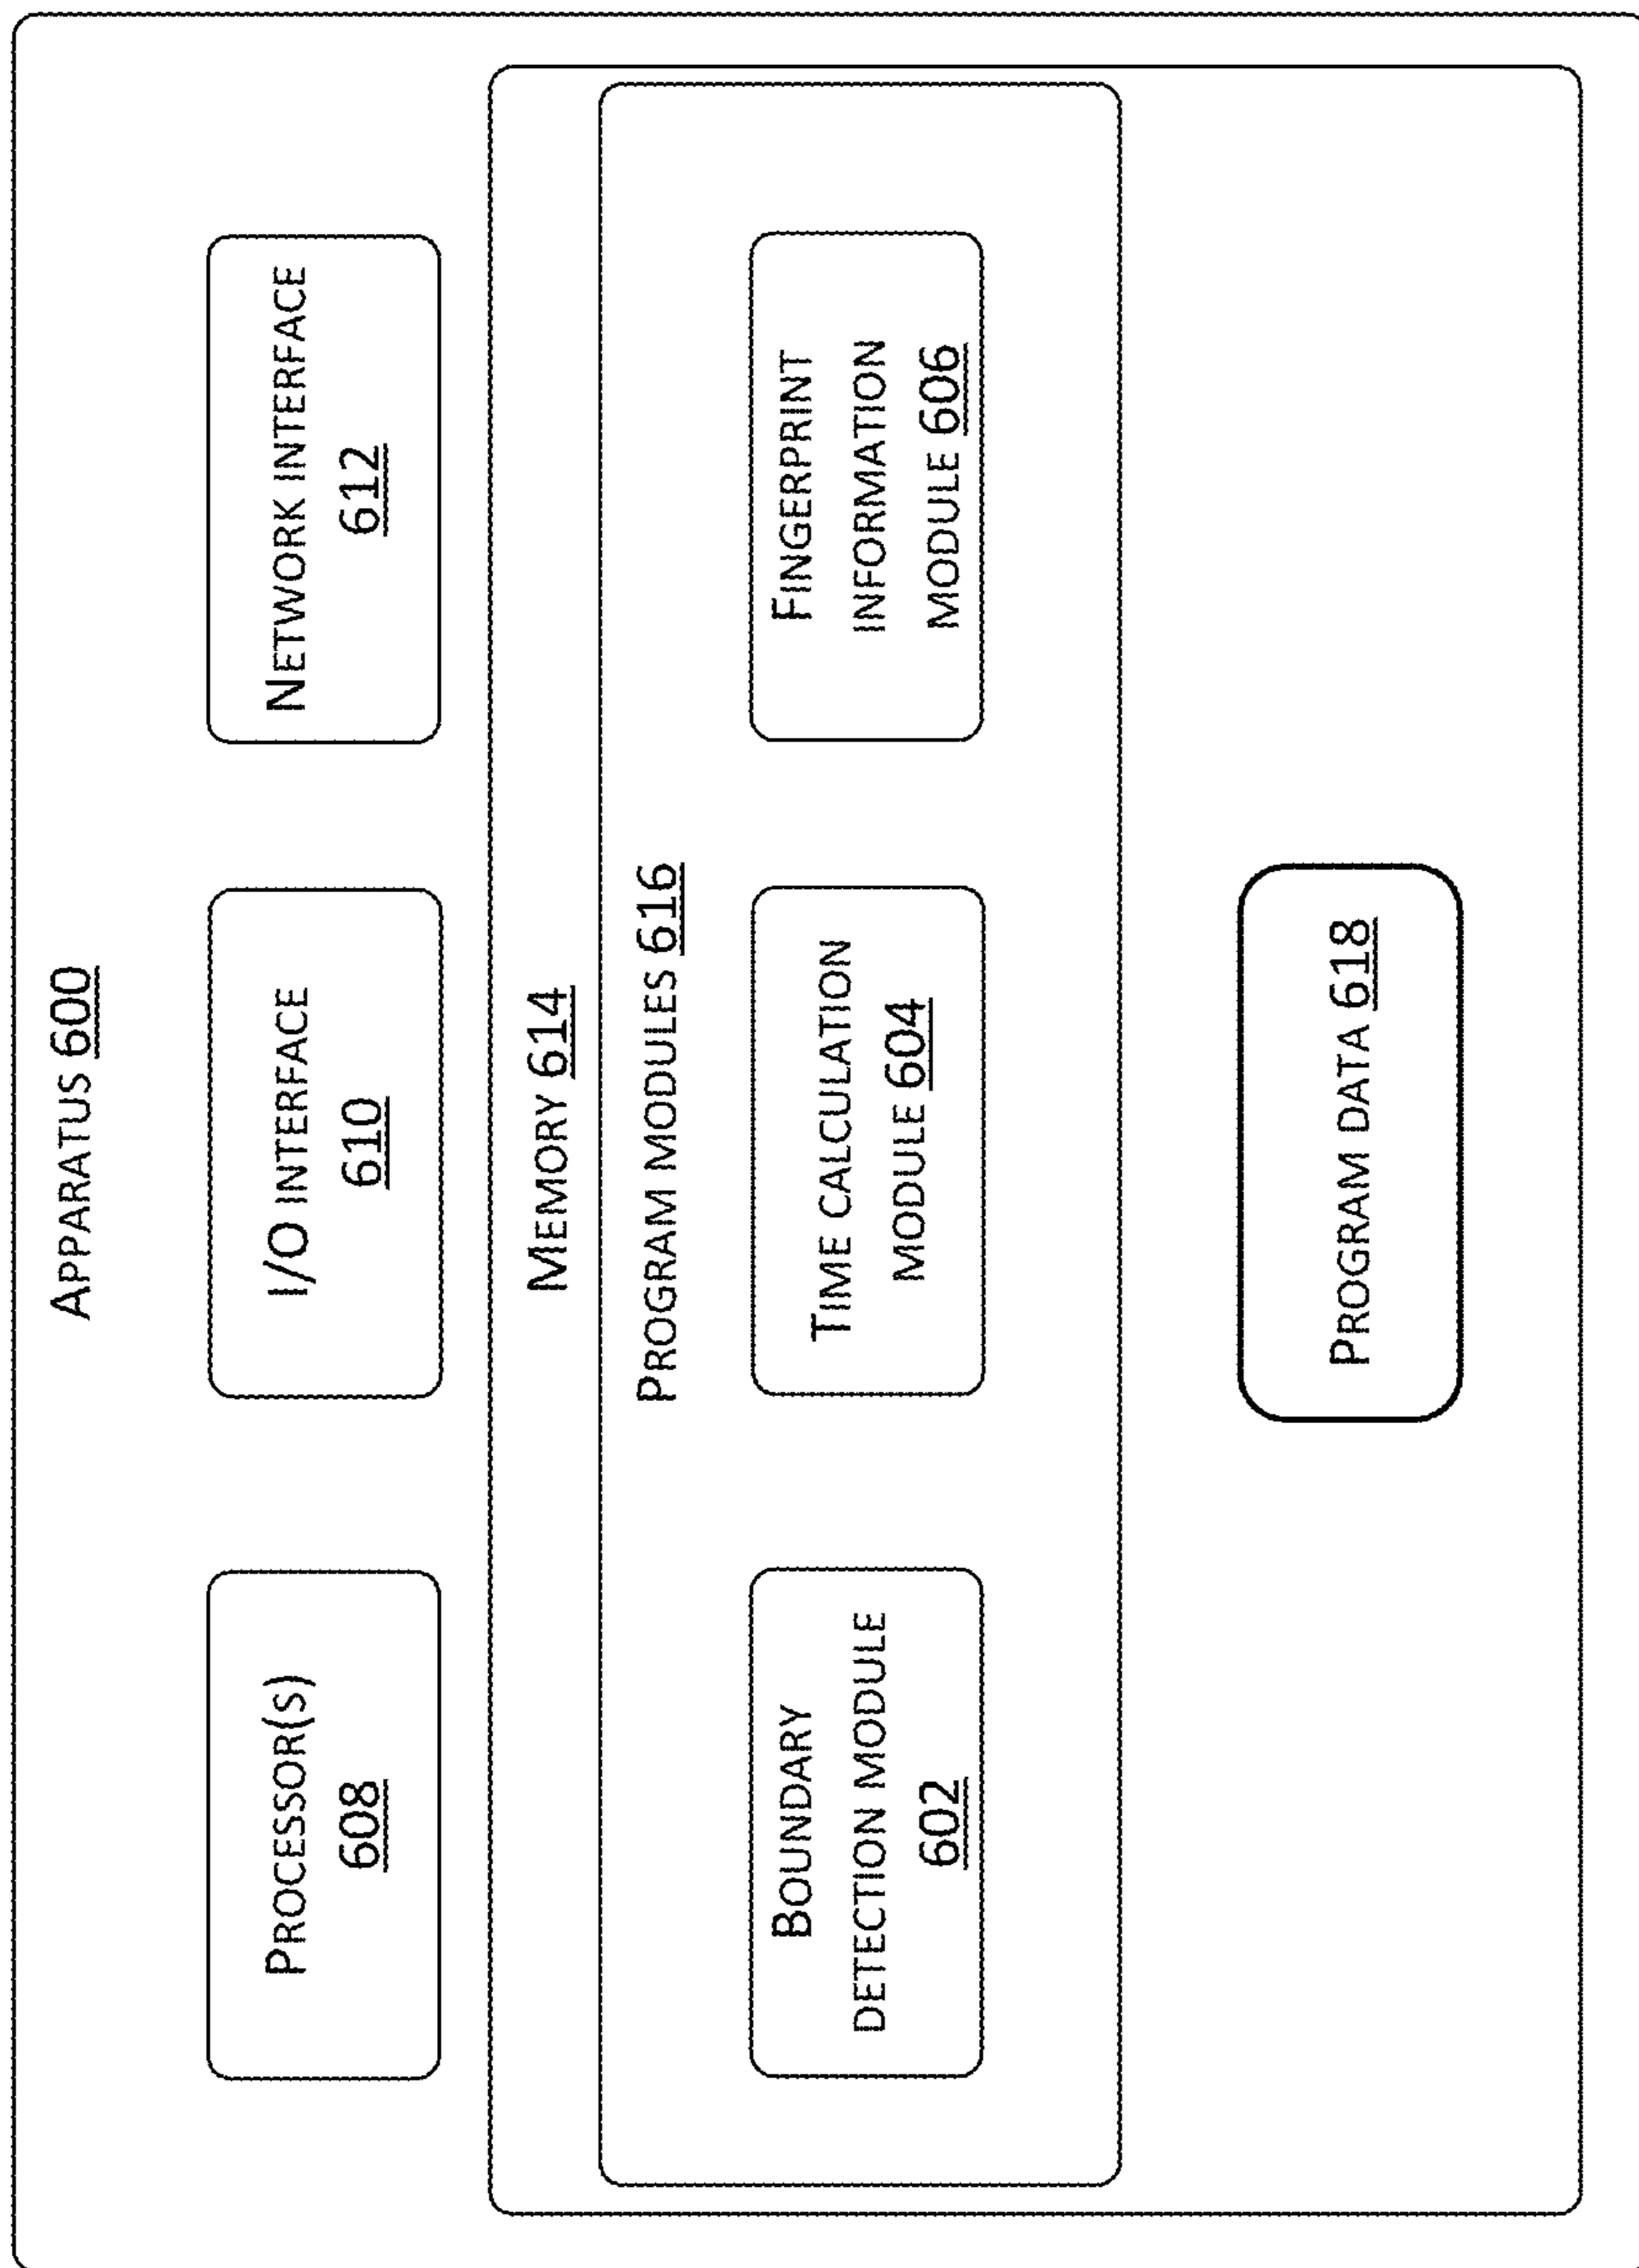 APPARATUS 600
PROCESSOR(S)
608
I/O INTERFACE
610
NETWORK INTERFACE
612
MEMORY 614
PROGRAM MODULES 616
BOUNDARY
DETECTION MODULE
602
TIME CALCULATION
MODULE 604
FINGERPRINT
INFORMATION
MODULE 606
PROGRAM DATA 618